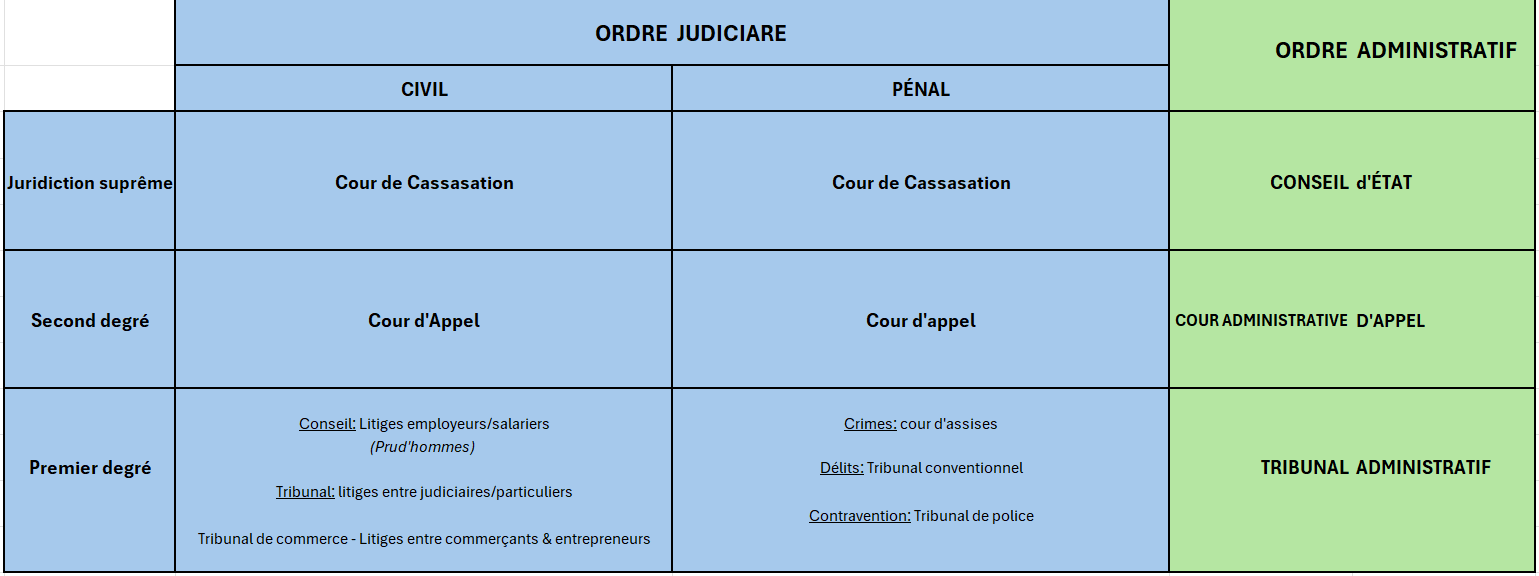 ORDRE JUDICIARE
ORDRE ADMINISTRATIF
CIVIL
PÉNAL
Juridiction suprême
Cour de Cassasation
Cour de Cassasation
CONSEIL d'ÉTAT
Second degré
Cour d'Appel
Cour d'appel
COUR ADMINISTRATIVE D'APPEL
Premier degré
Conseil: Litiges employeurs/salariers
(Prud'hommes)
Tribunal: litiges entre judiciaires/particuliers
Tribunal de commerce - Litiges entre commerçants & entrepreneurs
Crimes: cour d'assises
Délits: Tribunal conventionnel
Contravention: Tribunal de police
TRIBUNAL ADMINISTRATIF